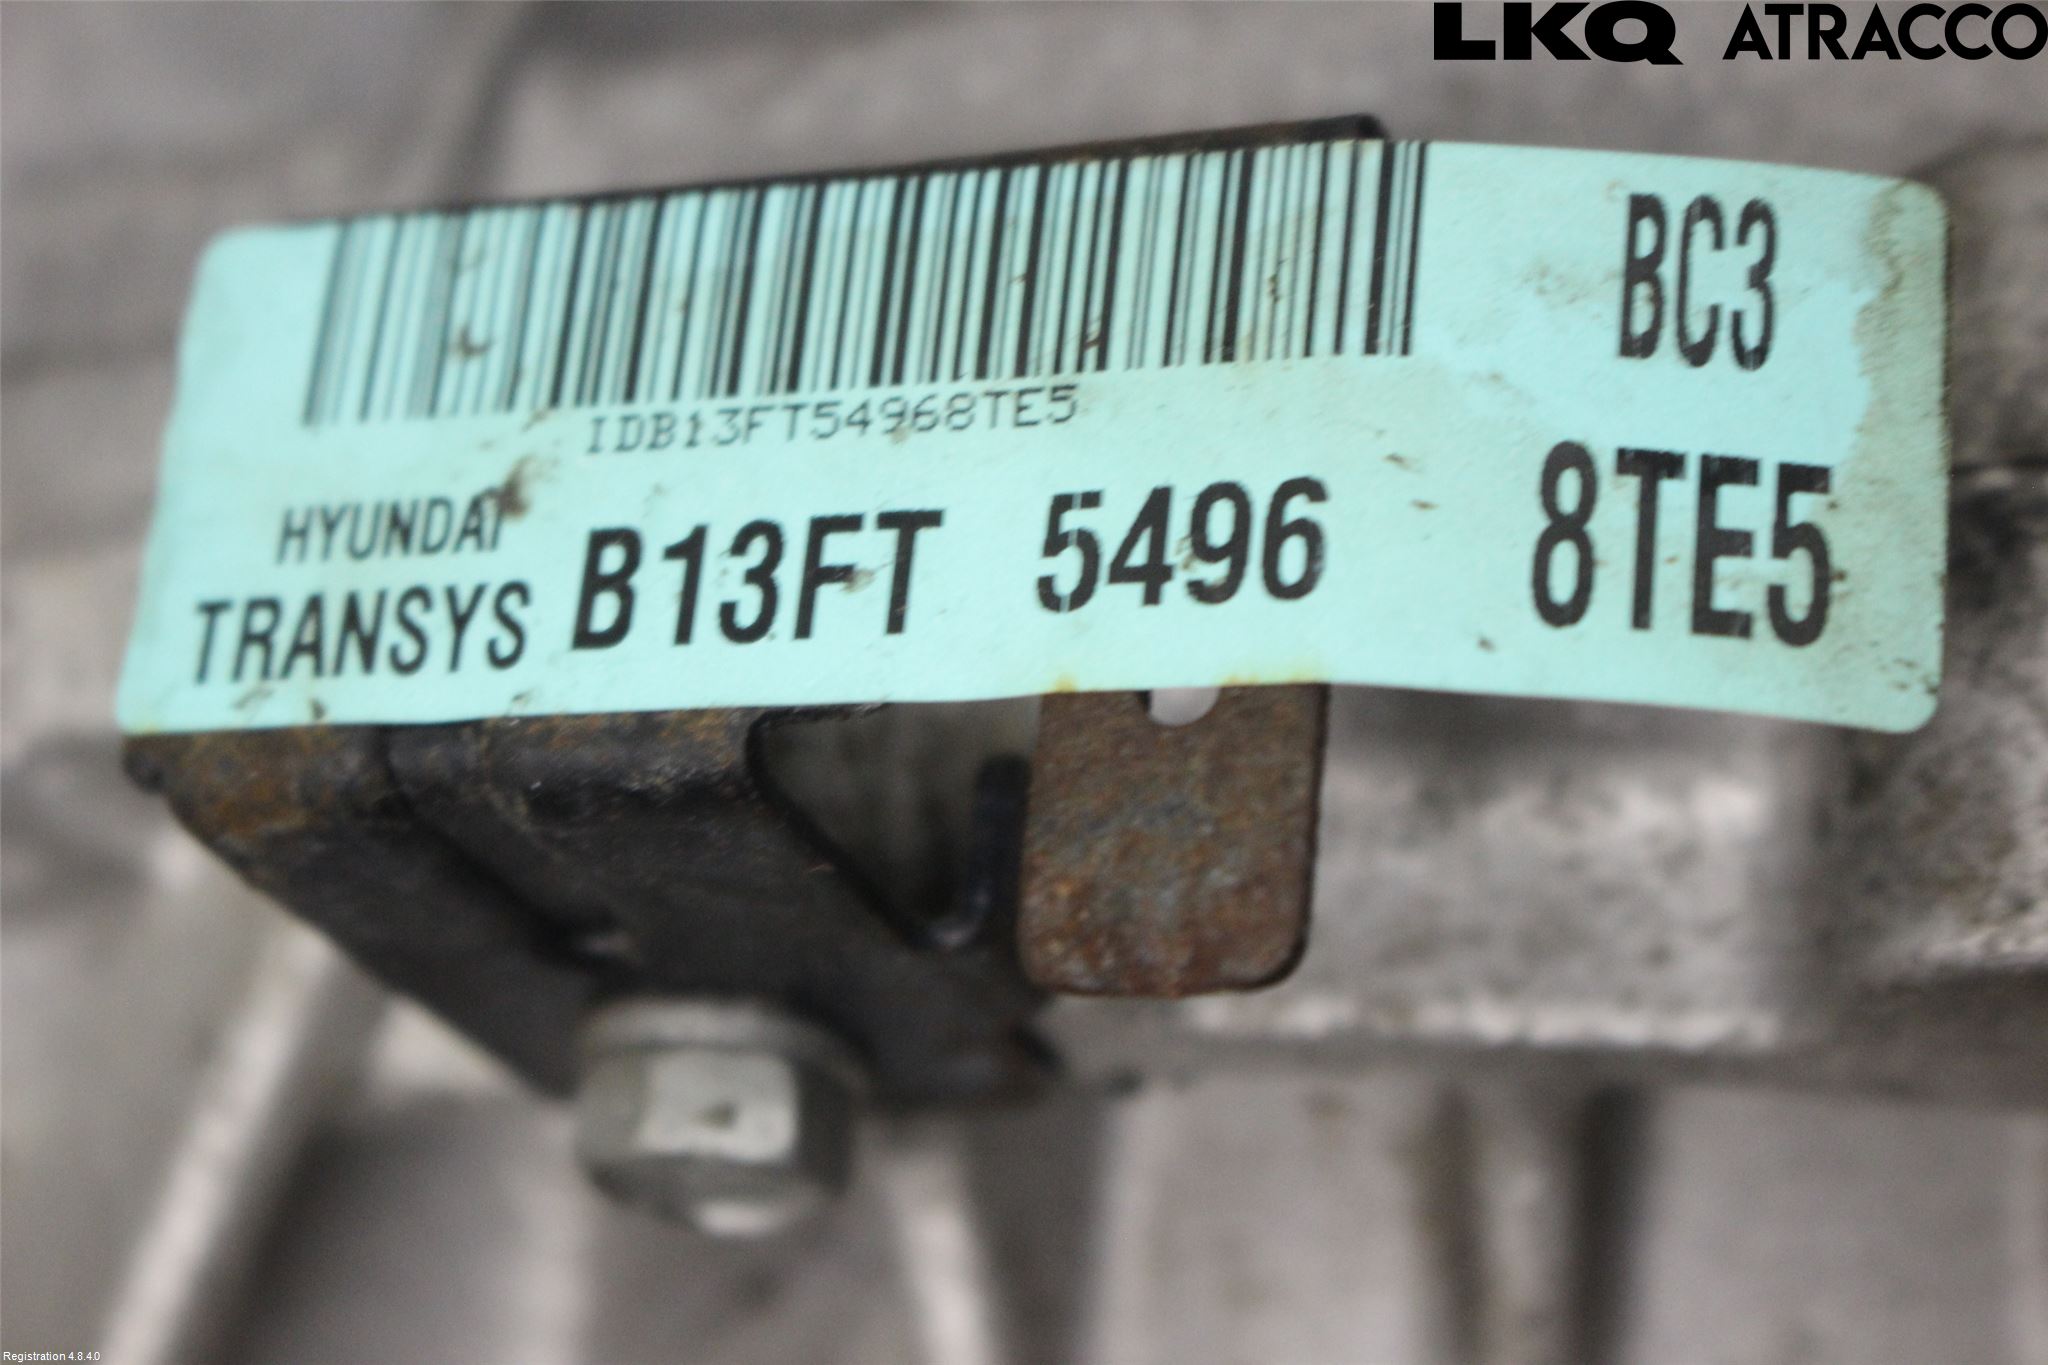 LKQ ATRACCO
BC3
IDB13FT54968TE5
HYUNDAI
TRANSYS B13FT 5496 8TE5
Registration 4.8.4.0